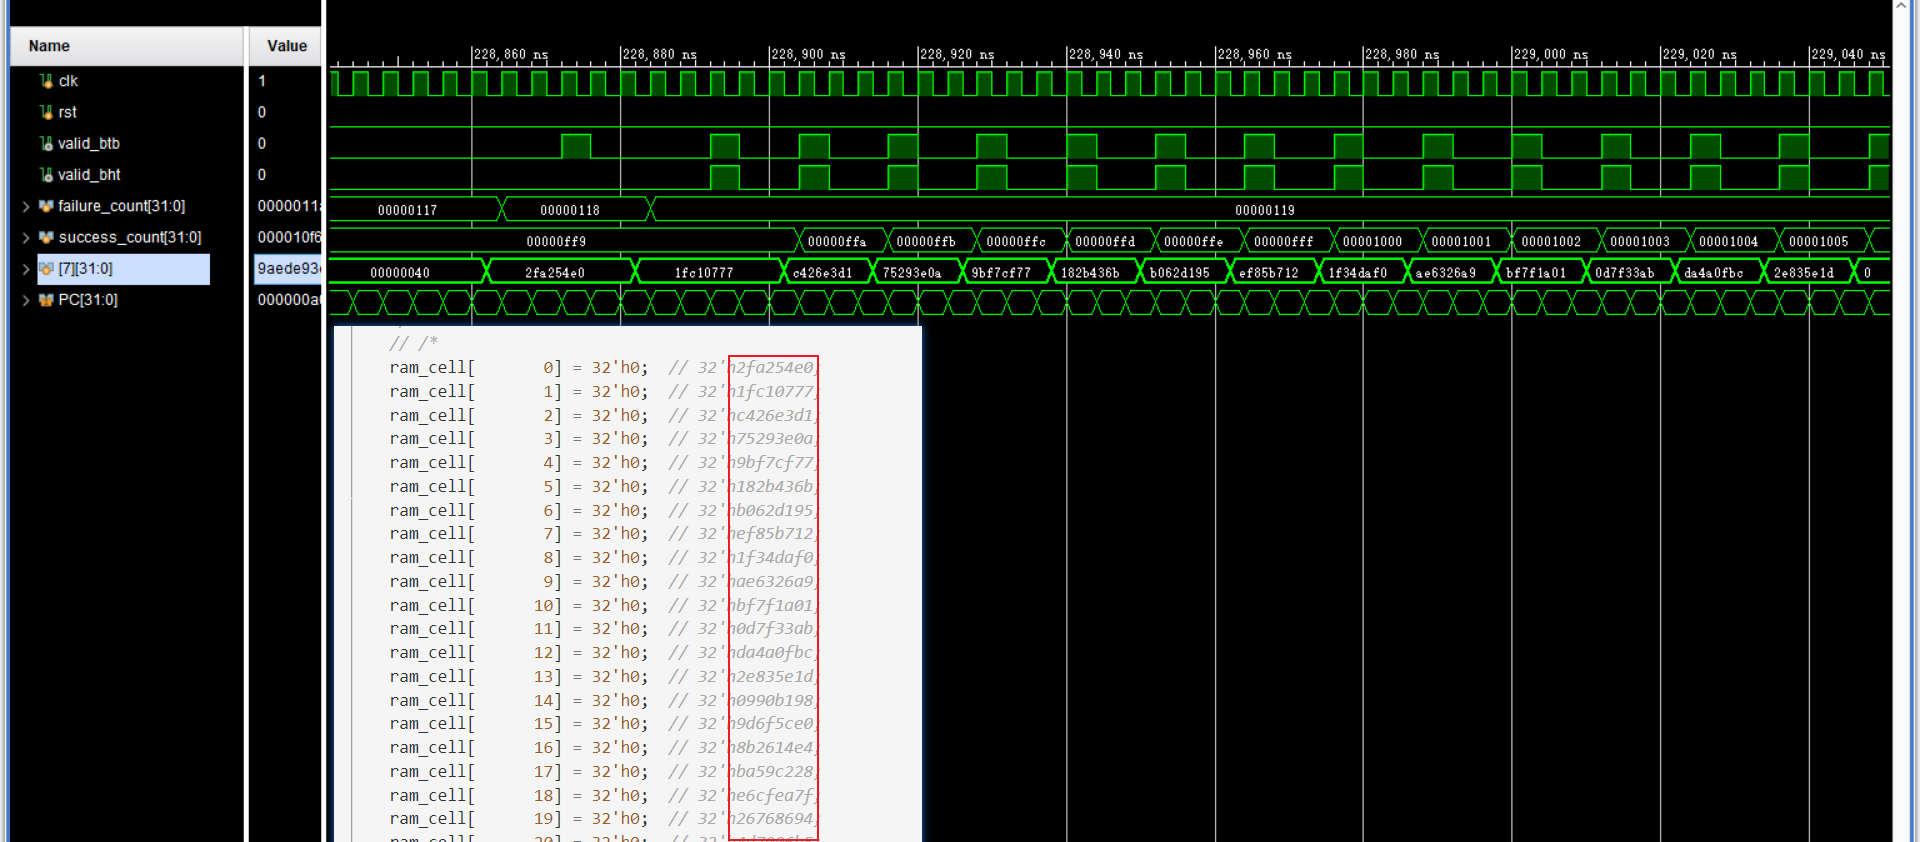 Name Value
228,860 ns 228,880 ns 228,900 ns 228,920 ns 228,940 ns 228,960 ns 228,980 ns 229,000 ns 229,020 ns 229,040 ns
clk 1
rst 0
valid_btb 0
valid_bht 0
failure_count[31:0] 0000011 00000117 00000118 00000119
success_count[31:0] 000010f6 00000ff9 00000ffa 00000ffb 00000ffc 00000ffd 00000ffe 00000fff 00001000 00001001 00001002 00001003 00001004 00001005
[7][31:0] 9aede93 00000040 2fa254e0 1fc10777 c426e3d1 75293e0a 9bf7cf77 182b436b b062d195 ef85b712 1f34daf0 ae6326a9 bf7f1a01 0d7f33ab da4a0fbc 2e835e1d 0
PC[31:0] 000000a
// /*
ram_cell[ 0] = 32'h0; // 32'h2fa254e0;
ram_cell[ 1] = 32'h0; // 32'h1fc10777;
ram_cell[ 2] = 32'h0; // 32'hc426e3d1;
ram_cell[ 3] = 32'h0; // 32'h75293e0a;
ram_cell[ 4] = 32'h0; // 32'h9bf7cf77;
ram_cell[ 5] = 32'h0; // 32'h182b436b;
ram_cell[ 6] = 32'h0; // 32'hb062d195;
ram_cell[ 7] = 32'h0; // 32'hef85b712;
ram_cell[ 8] = 32'h0; // 32'h1f34daf0;
ram_cell[ 9] = 32'h0; // 32'hae6326a9;
ram_cell[ 10] = 32'h0; // 32'hbf7f1a01;
ram_cell[ 11] = 32'h0; // 32'h0d7f33ab;
ram_cell[ 12] = 32'h0; // 32'hda4a0fbc;
ram_cell[ 13] = 32'h0; // 32'h2e835e1d;
ram_cell[ 14] = 32'h0; // 32'h0990b198;
ram_cell[ 15] = 32'h0; // 32'h9d6f5ce0;
ram_cell[ 16] = 32'h0; // 32'h8b2614e4;
ram_cell[ 17] = 32'h0; // 32'hba59c228;
ram_cell[ 18] = 32'h0; // 32'he6cfea7f;
ram_cell[ 19] = 32'h0; // 32'h26768694;